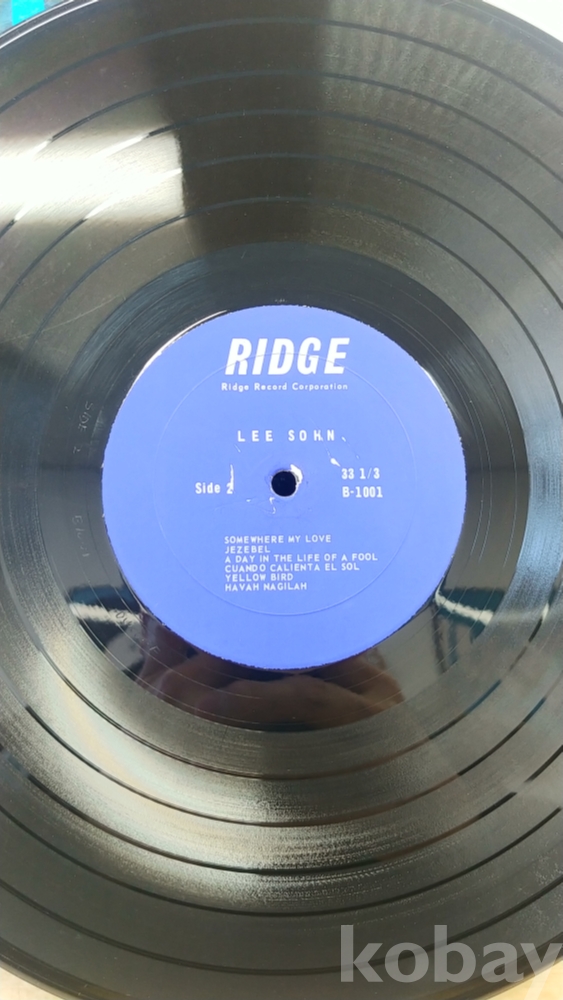 RIDGE
Ridge Record Corporation
LEE SOHN
Side 2
33 1/3
B-1001
SOMEWHERE MY LOVE
JEZEBEL
A DAY IN THE LIFE OF A FOOL
CUANDO CALIENTA EL SOL
YELLOW BIRD
HAVAH NAGILAH
kobay